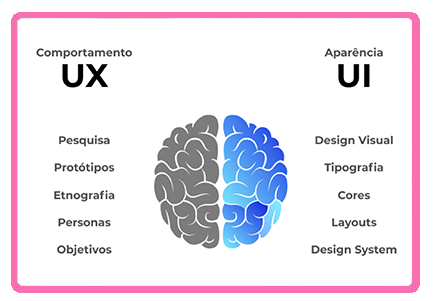 Comportamento
UX
Pesquisa
Protótipos
Etnografia
Personas
Objetivos
Aparência
UI
Design Visual
Tipografia
Cores
Layouts
Design System